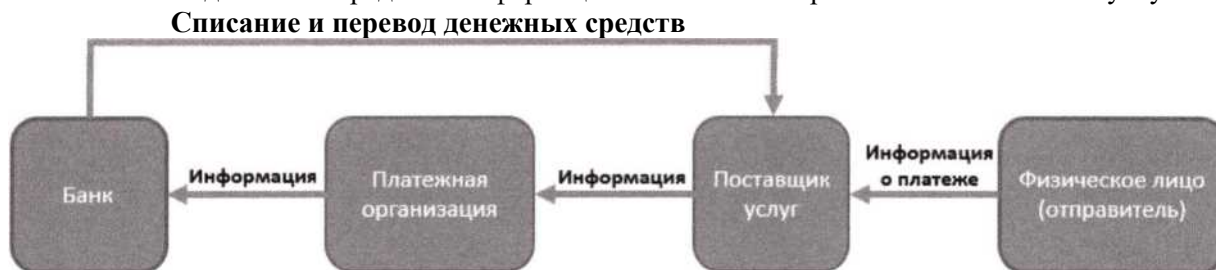 Списание и перевод денежных средств
Банк
Информация
Платежная
организация
Информация
Поставщик
услуг
Информация
о платеже
Физическое лицо
(отправитель)